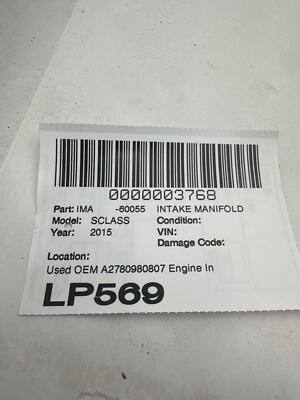 0000003768
Part: IMA -60055 INTAKE MANIFOLD
Model: SCLASS Condition:
Year: 2015 VIN:
Damage Code:
Location:
Used OEM A2780980807 Engine In
LP569